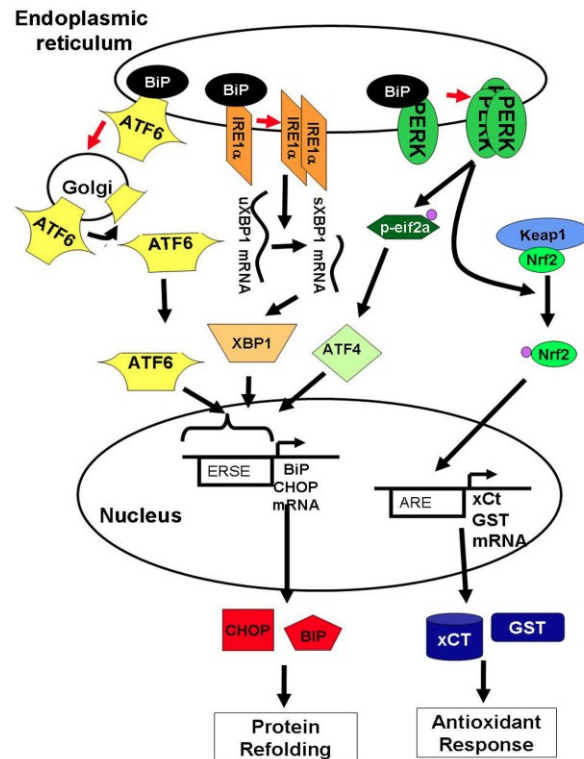 Endoplasmic
reticulum
BiP
ATF6
BiP
IRE1α
IRE1α
IRE1α
BiP
PERK
PERK
PERK
Golgi
ATF6
ATF6
uXBP1
mRNA
sXBP1
mRNA
p-eif2a
Keap1
Nrf2
ATF6
XBP1
ATF4
Nrf2
ERSE
BiP
CHOP
mRNA
ARE
xCt
GST
mRNA
Nucleus
CHOP
BIP
xCT
GST
Protein
Refolding
Antioxidant
Response